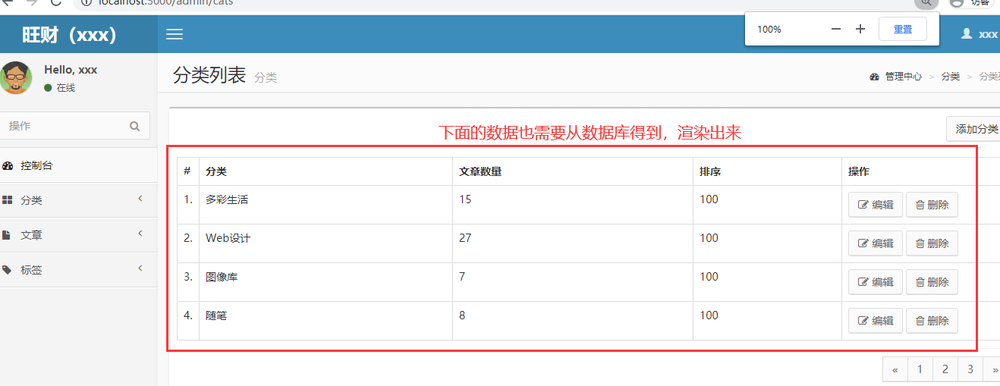 localhost:3000/admin/cats 访客
旺财（xxx）
100% 重置
xxx
Hello, xxx
在线
操作
控制台
分类
文章
标签
分类列表 分类
管理中心 > 分类 >
下面的数据也需要从数据库得到，渲染出来
添加分类
# 分类 文章数量 排序 操作
1. 多彩生活 15 100 编辑 删除
2. Web设计 27 100 编辑 删除
3. 图像库 7 100 编辑 删除
4. 随笔 8 100 编辑 删除
« 1 2 3 »